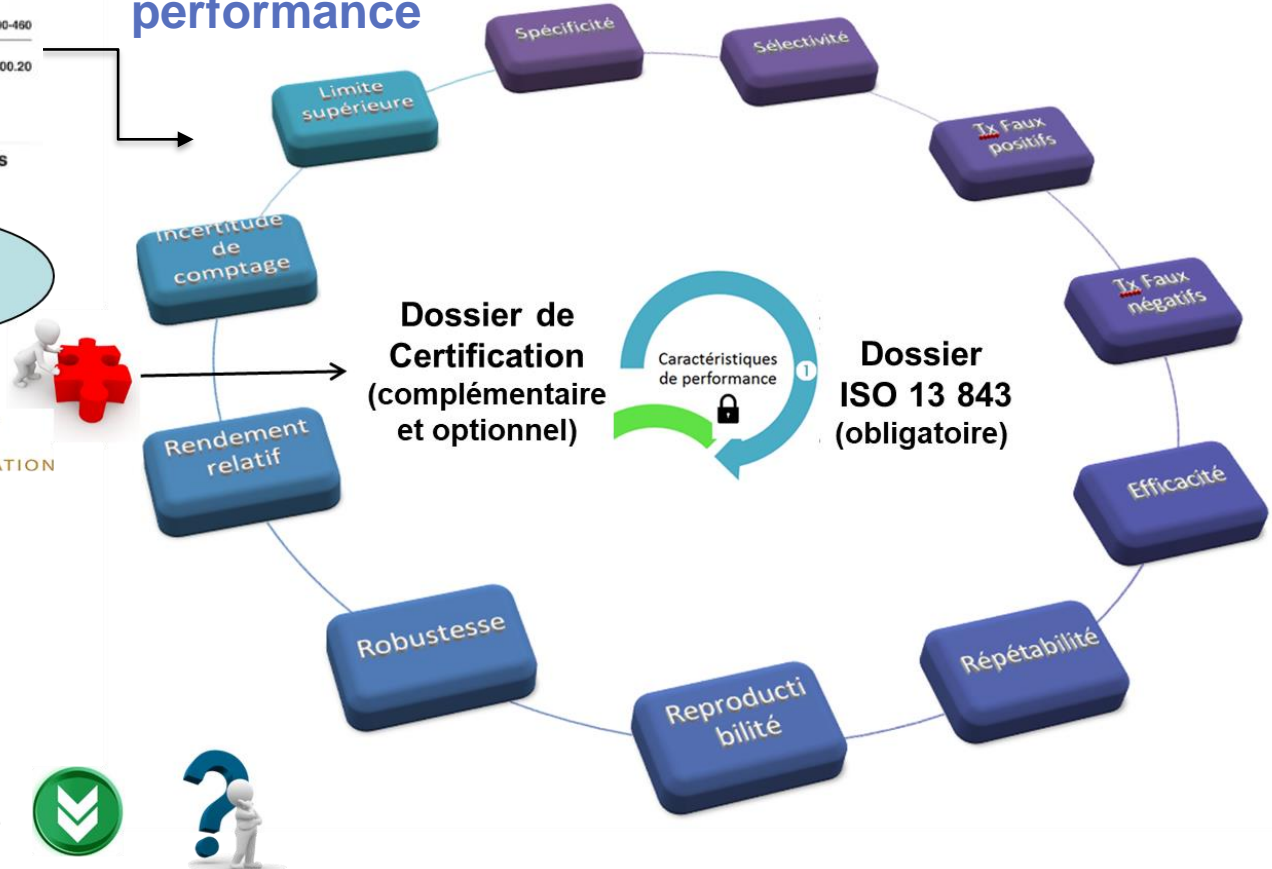 performance
00-460
00.20
s
ATION
Spécificité
Sélectivité
Tx Faux
positifs
Tx Faux
négatifs
Efficacité
Répétabilité
Reproducti
bilité
Robustesse
Rendement
relatif
Incertitude
de
comptage
Limite
supérieure
Dossier de
Certification
(complémentaire
et optionnel)
Caractéristiques
de performance
1
Dossier
ISO 13 843
(obligatoire)